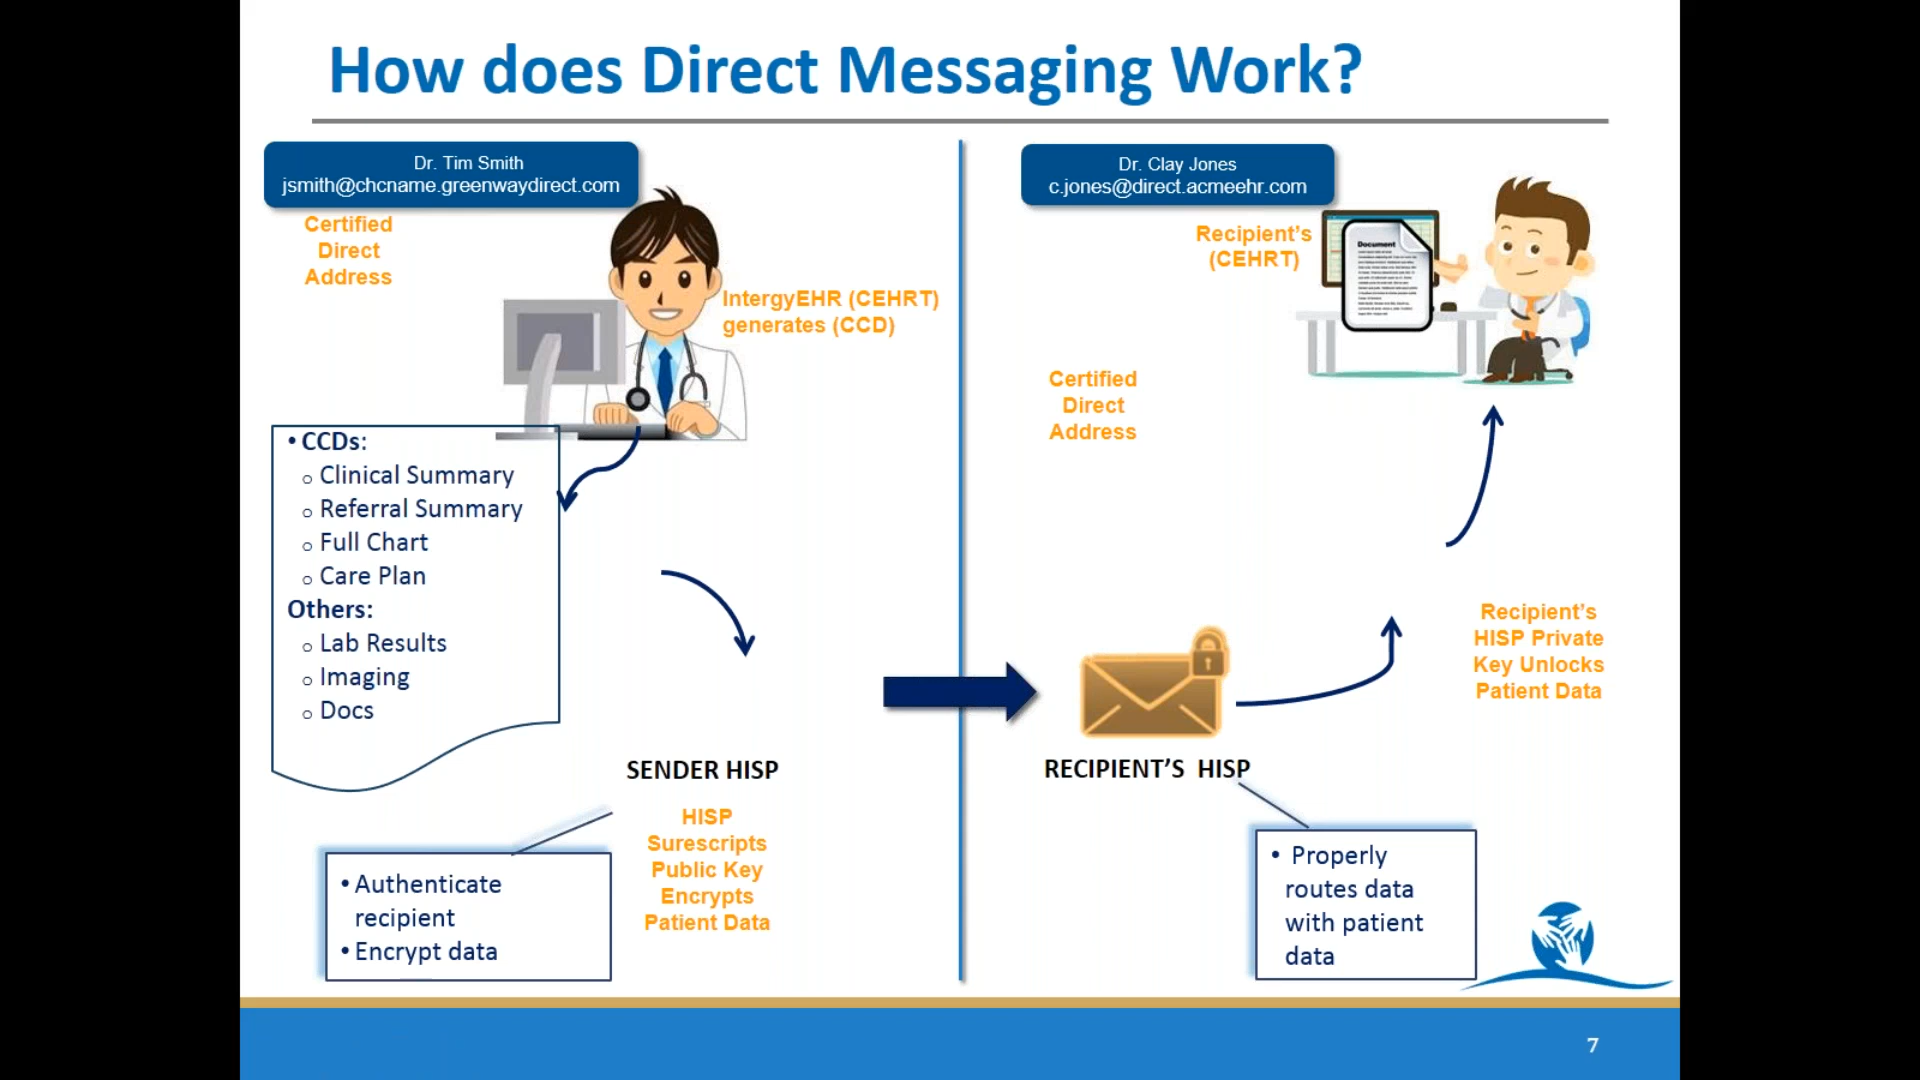 How does Direct Messaging Work?
Dr. Tim Smith
jsmith@chcname.greenwaydirect.com
Certified
Direct
Address
IntergyEHR (CEHRT)
generates (CCD)
• CCDs:
o Clinical Summary
o Referral Summary
o Full Chart
o Care Plan
Others:
o Lab Results
o Imaging
o Docs
SENDER HISP
HISP
Surescripts
Public Key
Encrypts
Patient Data
• Authenticate
recipient
• Encrypt data
Dr. Clay Jones
c.jones@direct.acmeehr.com
Recipient’s
(CEHRT)
Document
Certified
Direct
Address
Recipient’s
HISP Private
Key Unlocks
Patient Data
RECIPIENT’S HISP
• Properly
routes data
with patient
data
7